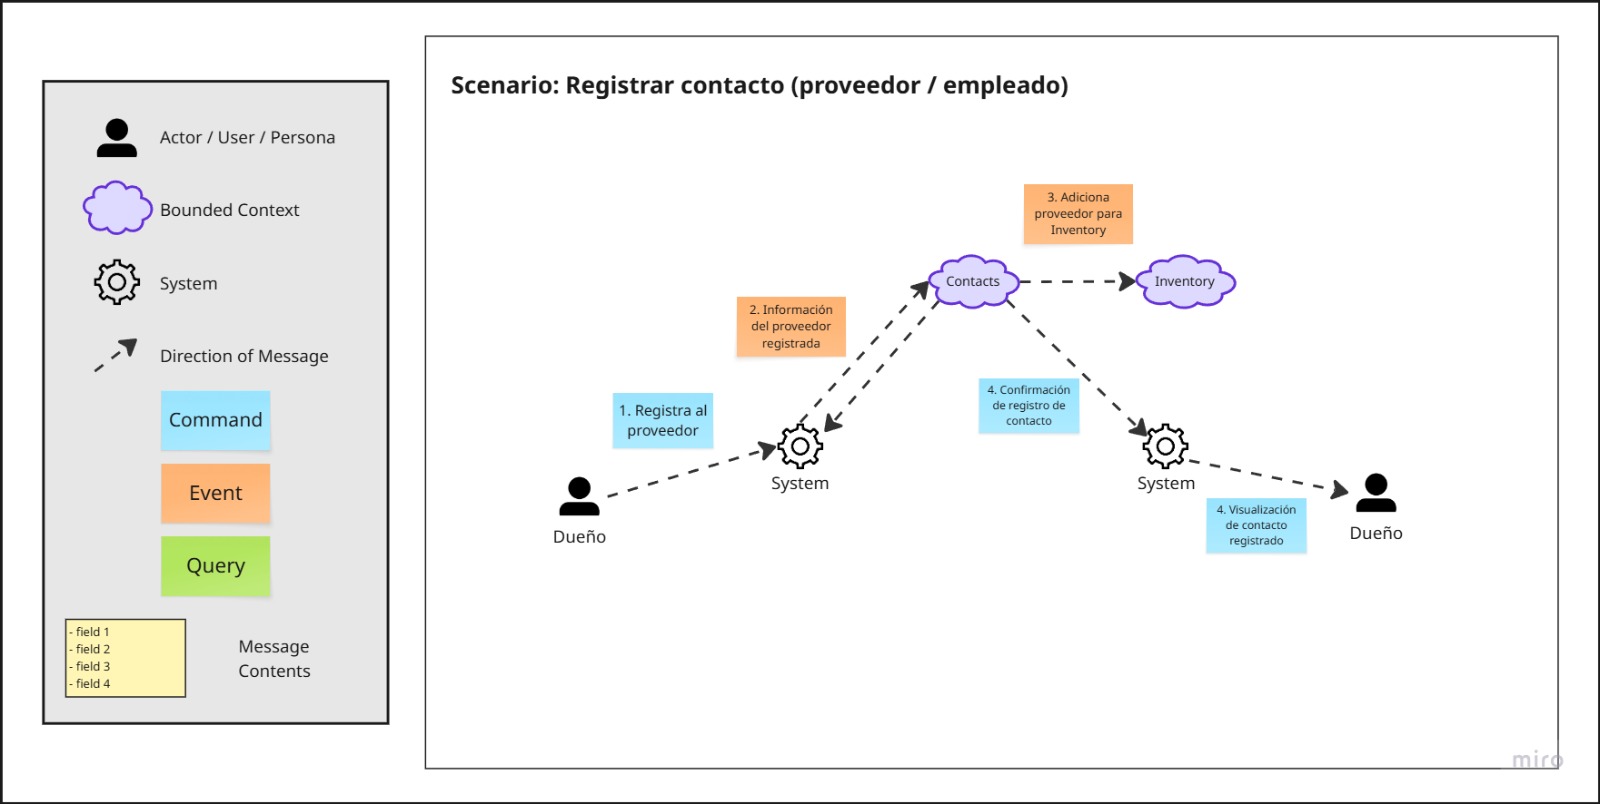 Actor / User / Persona
Bounded Context
System
Direction of Message
Command
Event
Query
- field 1
- field 2
- field 3
- field 4
Message
Contents
Scenario: Registrar contacto (proveedor / empleado)
3. Adiciona
proveedor para
Inventory
Contacts
Inventory
2. Información
del proveedor
registrada
1. Registra al
proveedor
4. Confirmación
de registro de
contacto
System
System
Dueño
4. Visualización
de contacto
registrado
Dueño
miro